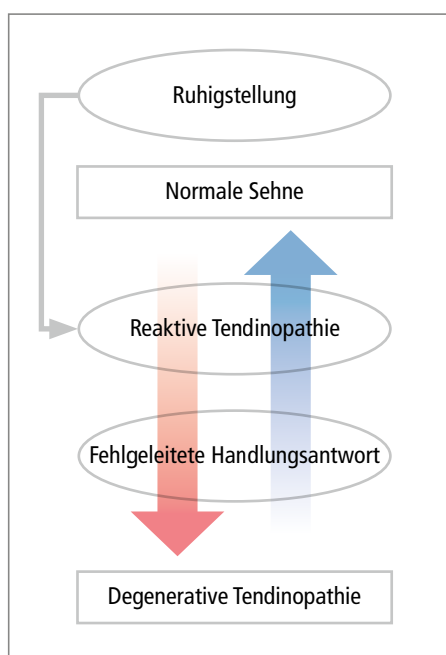 Ruhigstellung
Normale Sehne
Reaktive Tendinopathie
Fehlgeleitete Handlungsantwort
Degenerative Tendinopathie